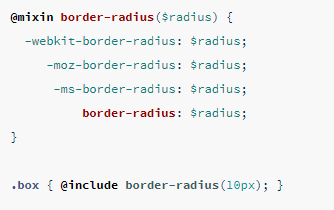 @mixin border-radius($radius) {
  -webkit-border-radius: $radius;
     -moz-border-radius: $radius;
      -ms-border-radius: $radius;
          border-radius: $radius;
}

.box { @include border-radius(10px); }